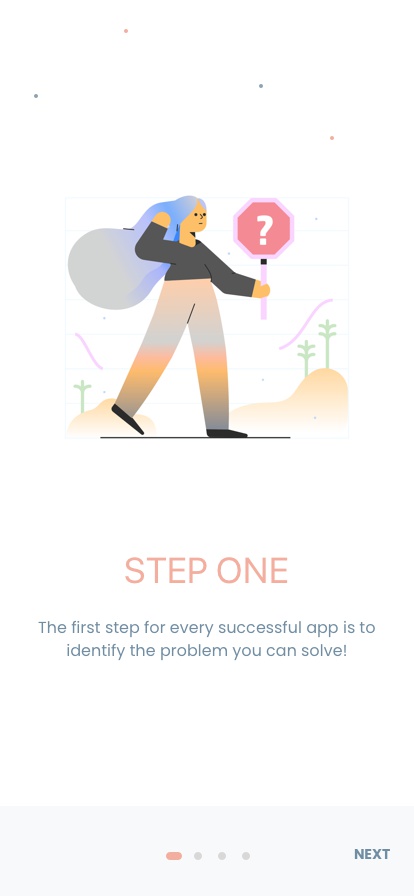 ?
STEP ONE
The first step for every successful app is to
identify the problem you can solve!
NEXT